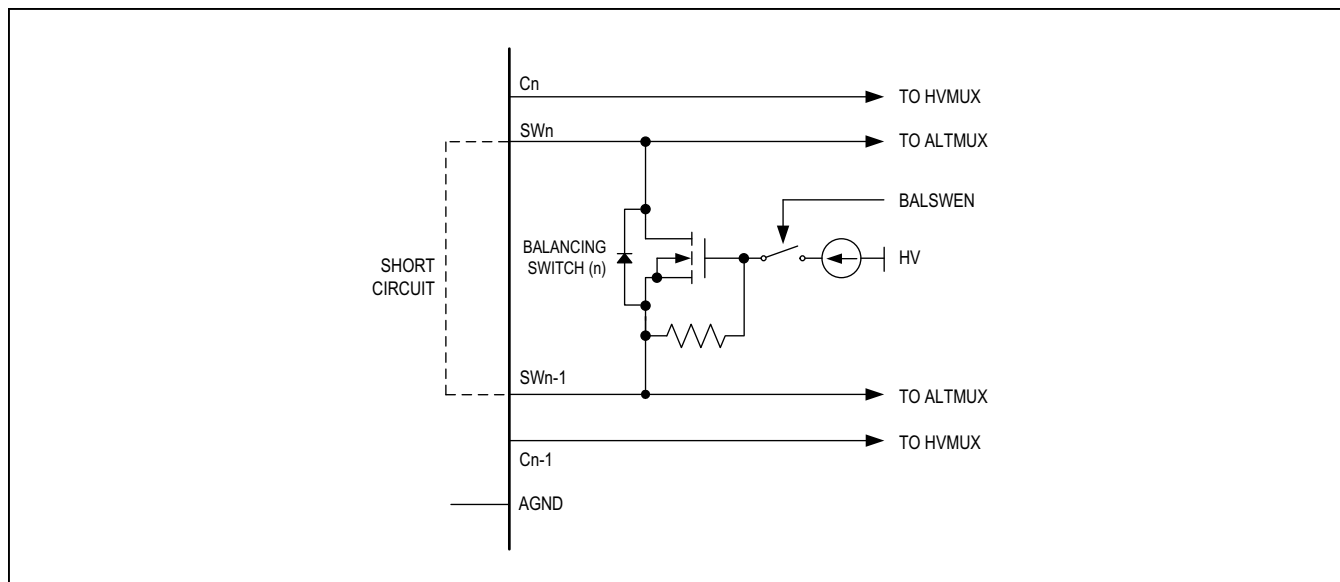 Cn
TO HVMUX
SWn
TO ALTMUX
BALSWEN
BALANCING
SWITCH (n)
HV
SHORT
CIRCUIT
SWn-1
TO ALTMUX
TO HVMUX
Cn-1
AGND